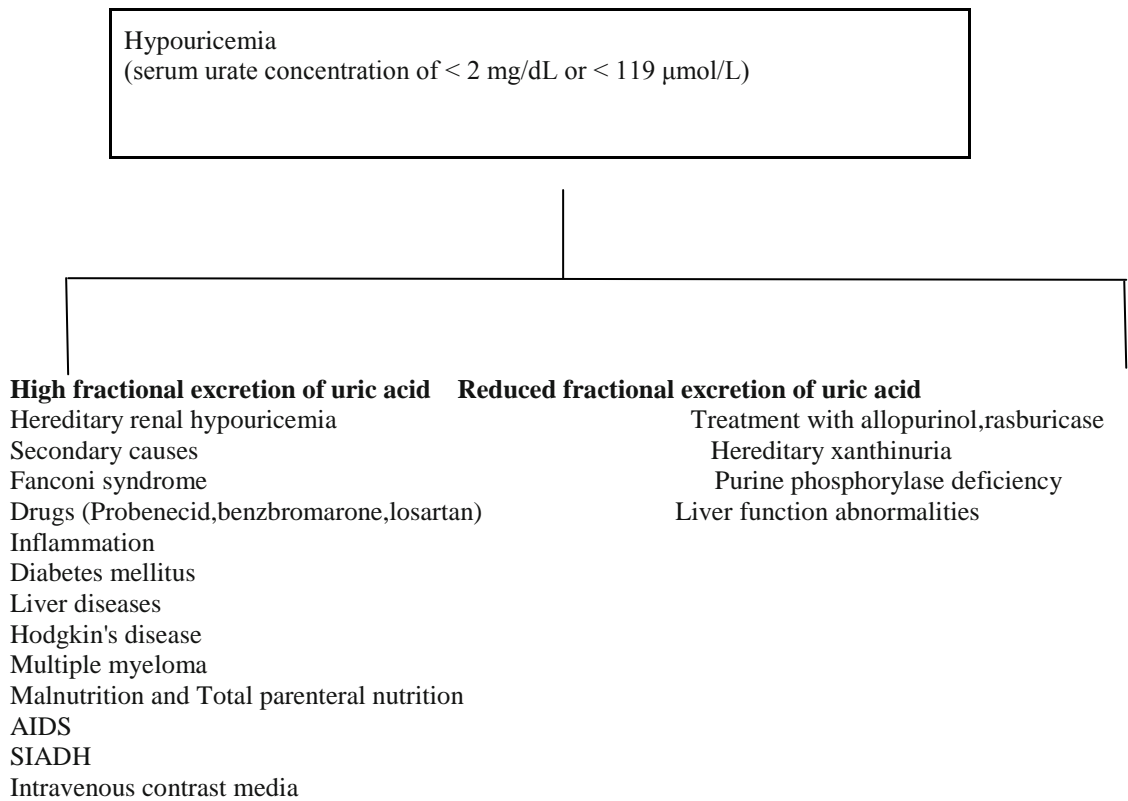 Hypouricemia
(serum urate concentration of < 2 mg/dL or < 119 μmol/L)
High fractional excretion of uric acid Reduced fractional excretion of uric acid
Hereditary renal hypouricemia Treatment with allopurinol,rasburicase
Secondary causes Hereditary xanthinuria
Fanconi syndrome Purine phosphorylase deficiency
Drugs (Probenecid,benzbromarone,losartan) Liver function abnormalities
Inflammation
Diabetes mellitus
Liver diseases
Hodgkin's disease
Multiple myeloma
Malnutrition and Total parenteral nutrition
AIDS
SIADH
Intravenous contrast media